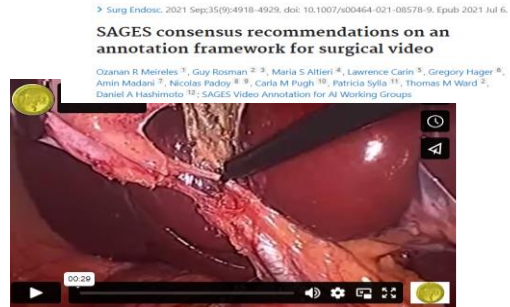 > Surg Endosc. 2021 Sep;35(9):4918-4929. doi: 10.1007/s00464-021-08578-9. Epub 2021 Jul 6.
SAGES consensus recommendations on an
annotation framework for surgical video
Ozanan R Meireles 1, Guy Rosman 2 3, Maria S Altieri 4, Lawrence Carin 5, Gregory Hager 6,
Amin Madani 7, Nicolas Padoy 8 9, Carla M Pugh 10, Patricia Sylla 11, Thomas M Ward 2,
Daniel A Hashimoto 12; SAGES Video Annotation for AI Working Groups
00:29